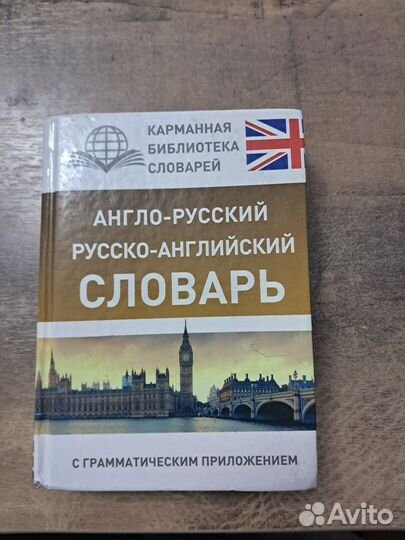 КАРМАННАЯ
БИБЛИОТЕКА
СЛОВАРЕЙ
АНГЛО-РУССКИЙ
РУССКО-АНГЛИЙСКИЙ
СЛОВАРЬ
С ГРАММАТИЧЕСКИМ ПРИЛОЖЕНИЕМ
Avito